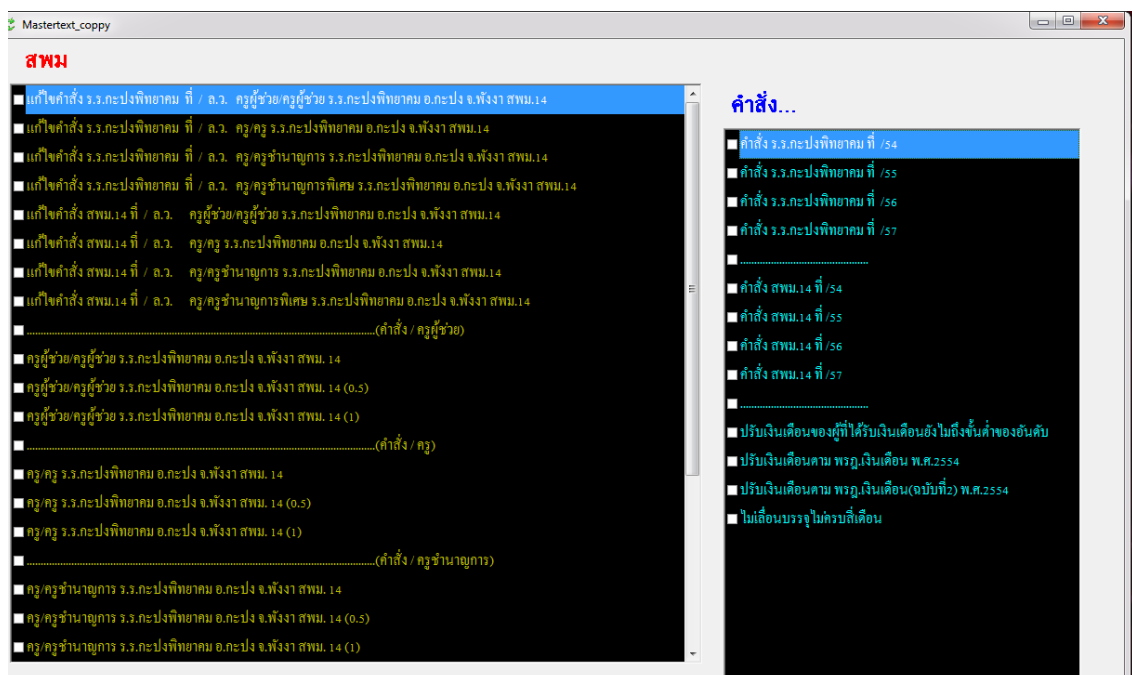 Mastertext_coppy
สพม
แก้ไขคำสั่ง ร.ร.กะปงพิทยาคม ที่ / ล.ว. ครูผู้ช่วย/ครูผู้ช่วย ร.ร.กะปงพิทยาคม อ.กะปง จ.พังงา สพม.14
แก้ไขคำสั่ง ร.ร.กะปงพิทยาคม ที่ / ล.ว. ครู/ครู ร.ร.กะปงพิทยาคม อ.กะปง จ.พังงา สพม.14
แก้ไขคำสั่ง ร.ร.กะปงพิทยาคม ที่ / ล.ว. ครู/ครูชำนาญการ ร.ร.กะปงพิทยาคม อ.กะปง จ.พังงา สพม.14
แก้ไขคำสั่ง ร.ร.กะปงพิทยาคม ที่ / ล.ว. ครู/ครูชำนาญการพิเศษ ร.ร.กะปงพิทยาคม อ.กะปง จ.พังงา สพม.14
แก้ไขคำสั่ง สพม.14 ที่ / ล.ว. ครูผู้ช่วย/ครูผู้ช่วย ร.ร.กะปงพิทยาคม อ.กะปง จ.พังงา สพม.14
แก้ไขคำสั่ง สพม.14 ที่ / ล.ว. ครู/ครู ร.ร.กะปงพิทยาคม อ.กะปง จ.พังงา สพม.14
แก้ไขคำสั่ง สพม.14 ที่ / ล.ว. ครู/ครูชำนาญการ ร.ร.กะปงพิทยาคม อ.กะปง จ.พังงา สพม.14
แก้ไขคำสั่ง สพม.14 ที่ / ล.ว. ครู/ครูชำนาญการพิเศษ ร.ร.กะปงพิทยาคม อ.กะปง จ.พังงา สพม.14
....................................................................................................(คำสั่ง / ครูผู้ช่วย)
ครูผู้ช่วย/ครูผู้ช่วย ร.ร.กะปงพิทยาคม อ.กะปง จ.พังงา สพม. 14
ครูผู้ช่วย/ครูผู้ช่วย ร.ร.กะปงพิทยาคม อ.กะปง จ.พังงา สพม. 14 (0.5)
ครูผู้ช่วย/ครูผู้ช่วย ร.ร.กะปงพิทยาคม อ.กะปง จ.พังงา สพม. 14 (1)
....................................................................................................(คำสั่ง / ครู)
ครู/ครู ร.ร.กะปงพิทยาคม อ.กะปง จ.พังงา สพม. 14
ครู/ครู ร.ร.กะปงพิทยาคม อ.กะปง จ.พังงา สพม. 14 (0.5)
ครู/ครู ร.ร.กะปงพิทยาคม อ.กะปง จ.พังงา สพม. 14 (1)
....................................................................................................(คำสั่ง / ครูชำนาญการ)
ครู/ครูชำนาญการ ร.ร.กะปงพิทยาคม อ.กะปง จ.พังงา สพม. 14
ครู/ครูชำนาญการ ร.ร.กะปงพิทยาคม อ.กะปง จ.พังงา สพม. 14 (0.5)
ครู/ครูชำนาญการ ร.ร.กะปงพิทยาคม อ.กะปง จ.พังงา สพม. 14 (1)
คำสั่ง...
คำสั่ง ร.ร.กะปงพิทยาคม ที่ /54
คำสั่ง ร.ร.กะปงพิทยาคม ที่ /55
คำสั่ง ร.ร.กะปงพิทยาคม ที่ /56
คำสั่ง ร.ร.กะปงพิทยาคม ที่ /57
............................................
คำสั่ง สพม.14 ที่ /54
คำสั่ง สพม.14 ที่ /55
คำสั่ง สพม.14 ที่ /56
คำสั่ง สพม.14 ที่ /57
............................................
ปรับเงินเดือนของผู้ที่ได้รับเงินเดือนยังไม่ถึงขั้นต่ำของอันดับ
ปรับเงินเดือนตาม พรฎ.เงินเดือน พ.ศ.2554
ปรับเงินเดือนตาม พรฎ.เงินเดือน(ฉบับที่2) พ.ศ.2554
ไม่เลื่อนบรรจุไม่ครบสี่เดือน